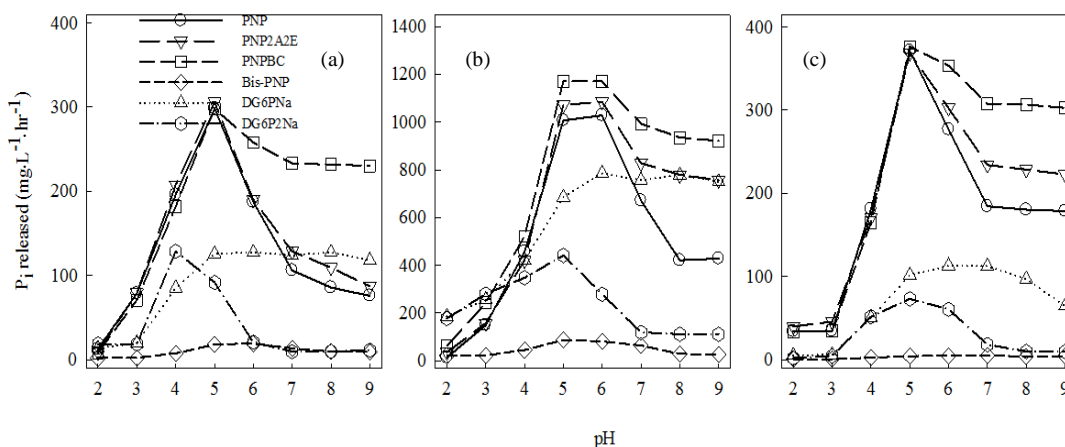 PNP
PNP2A2E
PNPBC
Bis-PNP
DG6PNa
DG6P2Na
(a)
(b)
(c)
Pi released (mg·L⁻¹·hr⁻¹)
400
300
200
100
0
1400
1200
1000
800
600
400
200
0
400
300
200
100
0
2 3 4 5 6 7 8 9
2 3 4 5 6 7 8 9
2 3 4 5 6 7 8 9
pH